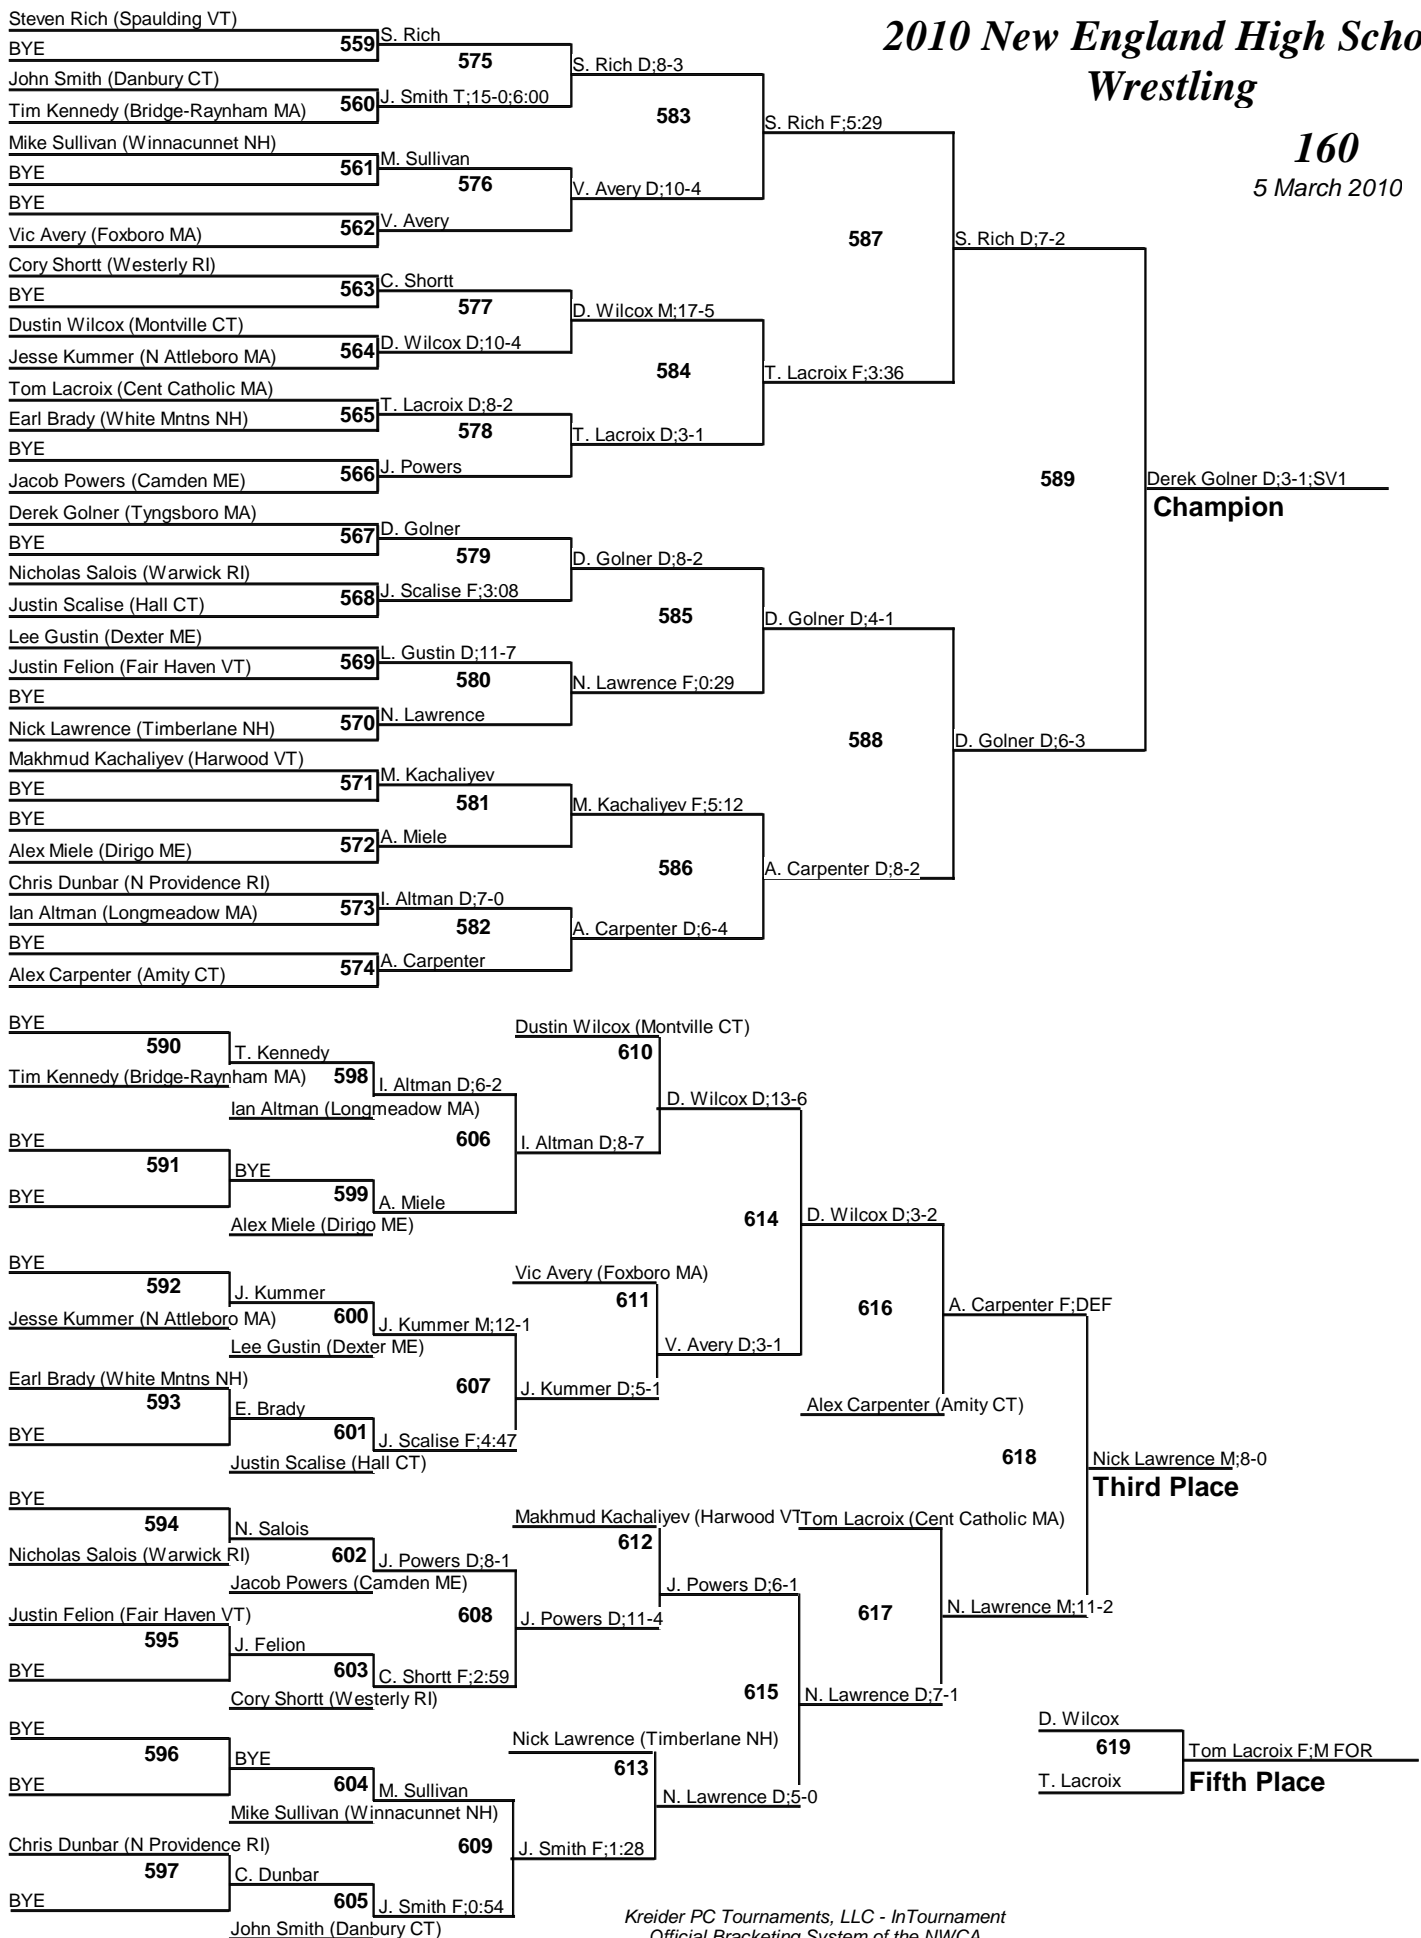 2010 New England High Scho
Wrestling
160
5 March 2010
Steven Rich (Spaulding VT)
BYE
559
S. Rich
575
S. Rich D;8-3
John Smith (Danbury CT)
Tim Kennedy (Bridge-Raynham MA)
560
J. Smith T;15-0;6:00
583
S. Rich F;5:29
Mike Sullivan (Winnacunnet NH)
BYE
561
M. Sullivan
576
V. Avery D;10-4
BYE
Vic Avery (Foxboro MA)
562
V. Avery
587
S. Rich D;7-2
Cory Shortt (Westerly RI)
BYE
563
C. Shortt
577
D. Wilcox M;17-5
Dustin Wilcox (Montville CT)
Jesse Kummer (N Attleboro MA)
564
D. Wilcox D;10-4
584
T. Lacroix F;3:36
Tom Lacroix (Cent Catholic MA)
Earl Brady (White Mntns NH)
565
T. Lacroix D;8-2
578
T. Lacroix D;3-1
BYE
Jacob Powers (Camden ME)
566
J. Powers
589
Derek Golner D;3-1;SV1
Champion
Derek Golner (Tyngsboro MA)
BYE
567
D. Golner
579
D. Golner D;8-2
Nicholas Salois (Warwick RI)
Justin Scalise (Hall CT)
568
J. Scalise F;3:08
585
D. Golner D;4-1
Lee Gustin (Dexter ME)
Justin Felion (Fair Haven VT)
569
L. Gustin D;11-7
580
N. Lawrence F;0:29
BYE
Nick Lawrence (Timberlane NH)
570
N. Lawrence
588
D. Golner D;6-3
Makhmud Kachaliyev (Harwood VT)
BYE
571
M. Kachaliyev
581
M. Kachaliyev F;5:12
BYE
Alex Miele (Dirigo ME)
572
A. Miele
586
A. Carpenter D;8-2
Chris Dunbar (N Providence RI)
Ian Altman (Longmeadow MA)
573
I. Altman D;7-0
582
A. Carpenter D;6-4
BYE
Alex Carpenter (Amity CT)
574
A. Carpenter
BYE
590
T. Kennedy
Tim Kennedy (Bridge-Raynham MA)
598
I. Altman D;6-2
Ian Altman (Longmeadow MA)
Dustin Wilcox (Montville CT)
610
D. Wilcox D;13-6
606
I. Altman D;8-7
BYE
591
BYE
BYE
599
A. Miele
Alex Miele (Dirigo ME)
614
D. Wilcox D;3-2
BYE
592
J. Kummer
Jesse Kummer (N Attleboro MA)
600
J. Kummer M;12-1
Lee Gustin (Dexter ME)
Vic Avery (Foxboro MA)
611
V. Avery D;3-1
616
A. Carpenter F;DEF
Earl Brady (White Mntns NH)
593
E. Brady
BYE
601
J. Scalise F;4:47
Justin Scalise (Hall CT)
607
J. Kummer D;5-1
Alex Carpenter (Amity CT)
618
Nick Lawrence M;8-0
Third Place
BYE
594
N. Salois
Nicholas Salois (Warwick RI)
602
J. Powers D;8-1
Jacob Powers (Camden ME)
Makhmud Kachaliyev (Harwood VT
Tom Lacroix (Cent Catholic MA)
612
J. Powers D;6-1
608
J. Powers D;11-4
617
N. Lawrence M;11-2
Justin Felion (Fair Haven VT)
595
J. Felion
BYE
603
C. Shortt F;2:59
Cory Shortt (Westerly RI)
615
N. Lawrence D;7-1
BYE
596
BYE
BYE
604
M. Sullivan
Mike Sullivan (Winnacunnet NH)
Nick Lawrence (Timberlane NH)
613
N. Lawrence D;5-0
D. Wilcox
619
Tom Lacroix F;M FOR
T. Lacroix
Fifth Place
609
J. Smith F;1:28
Chris Dunbar (N Providence RI)
597
C. Dunbar
BYE
605
J. Smith F;0:54
John Smith (Danbury CT)
Kreider PC Tournaments, LLC - InTournament
Official Bracketing System of the NWCA